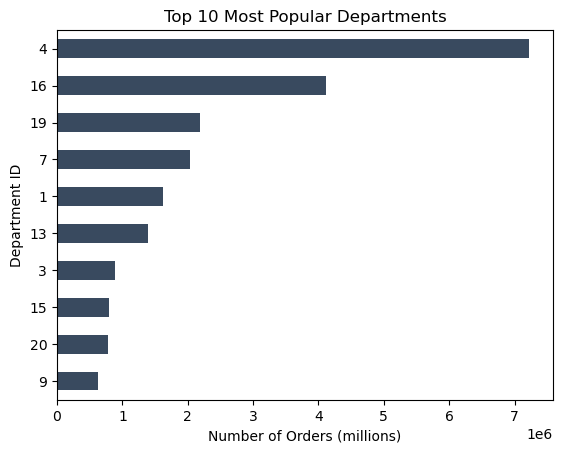 Top 10 Most Popular Departments
Department ID
4
16
19
7
1
13
3
15
20
9
0 1 2 3 4 5 6 7
1e6
Number of Orders (millions)